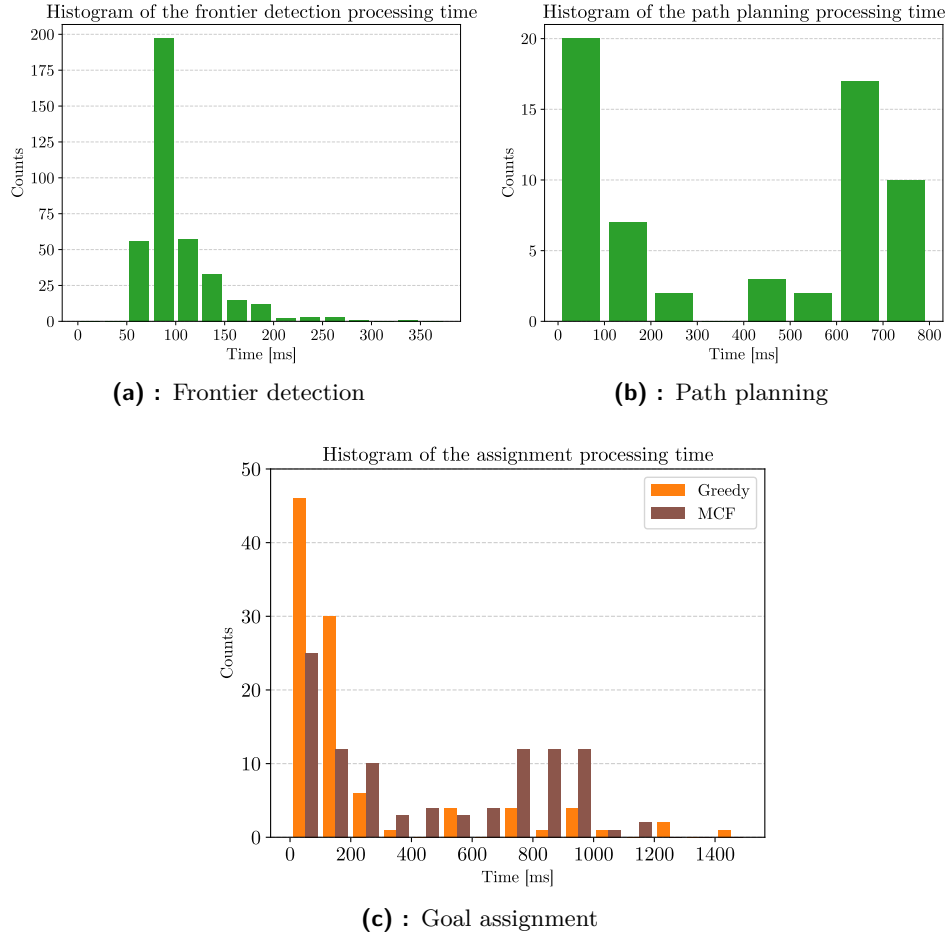 Histogram of the frontier detection processing time
200
175
150
125
100
75
50
25
0
Counts
0 50 100 150 200 250 300 350
Time [ms]
(a) : Frontier detection
Histogram of the path planning processing time
20
15
10
5
0
Counts
0 100 200 300 400 500 600 700 800
Time [ms]
(b) : Path planning
Histogram of the assignment processing time
50
40
30
20
10
0
Counts
Greedy
MCF
0 200 400 600 800 1000 1200 1400
Time [ms]
(c) : Goal assignment